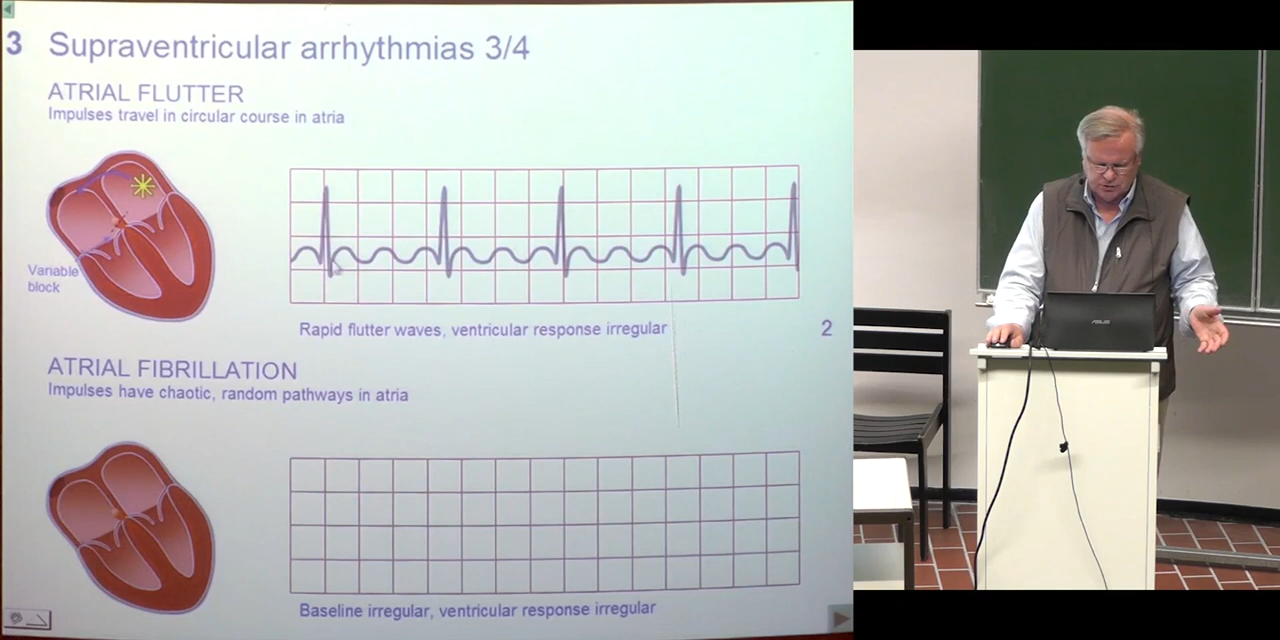 3 Supraventricular arrhythmias 3/4
ATRIAL FLUTTER
Impulses travel in circular course in atria
Variable
block
Rapid flutter waves, ventricular response irregular
2
ATRIAL FIBRILLATION
Impulses have chaotic, random pathways in atria
Baseline irregular, ventricular response irregular
ASUS